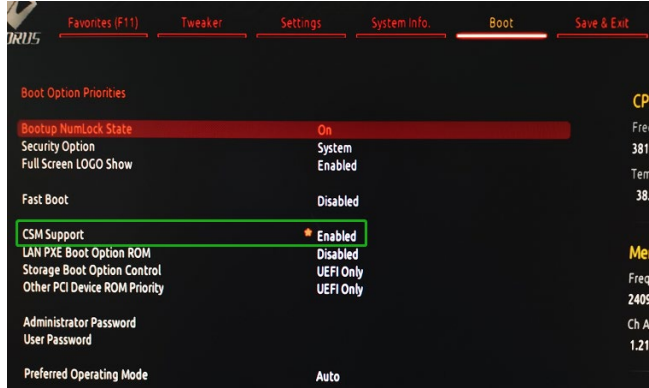 Favorites (F11) Tweaker Settings System Info. Boot Save & Exit
Boot Option Priorities
Bootup NumLock State On
Security Option System
Full Screen LOGO Show Enabled
Fast Boot Disabled
CSM Support Enabled
LAN PXE Boot Option ROM Disabled
Storage Boot Option Control UEFI Only
Other PCI Device ROM Priority UEFI Only
Administrator Password
User Password
Preferred Operating Mode Auto
CP
Fre
381
Tem
38.
Me
Freq
2409
Ch A
1.21